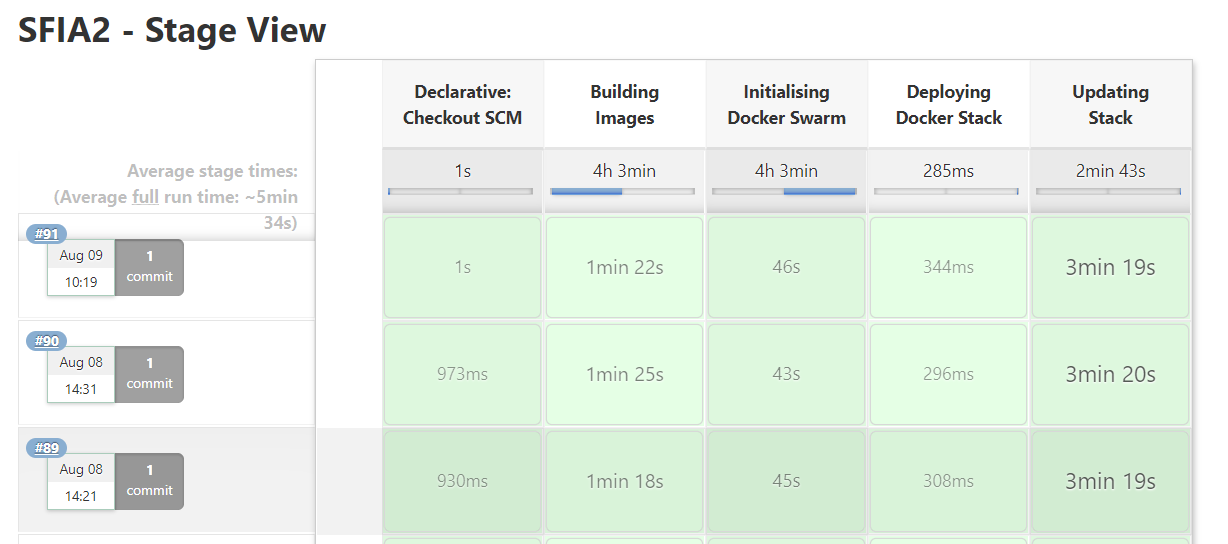 SFIA2 - Stage View
Declarative:
Checkout SCM
Building
Images
Initialising
Docker Swarm
Deploying
Docker Stack
Updating
Stack
Average stage times:
(Average full run time: ~5min
34s)
1s
4h 3min
4h 3min
285ms
2min 43s
#91
Aug 09
10:19
1
commit
1s
1min 22s
46s
344ms
3min 19s
#90
Aug 08
14:31
1
commit
973ms
1min 25s
43s
296ms
3min 20s
#89
Aug 08
14:21
1
commit
930ms
1min 18s
45s
308ms
3min 19s